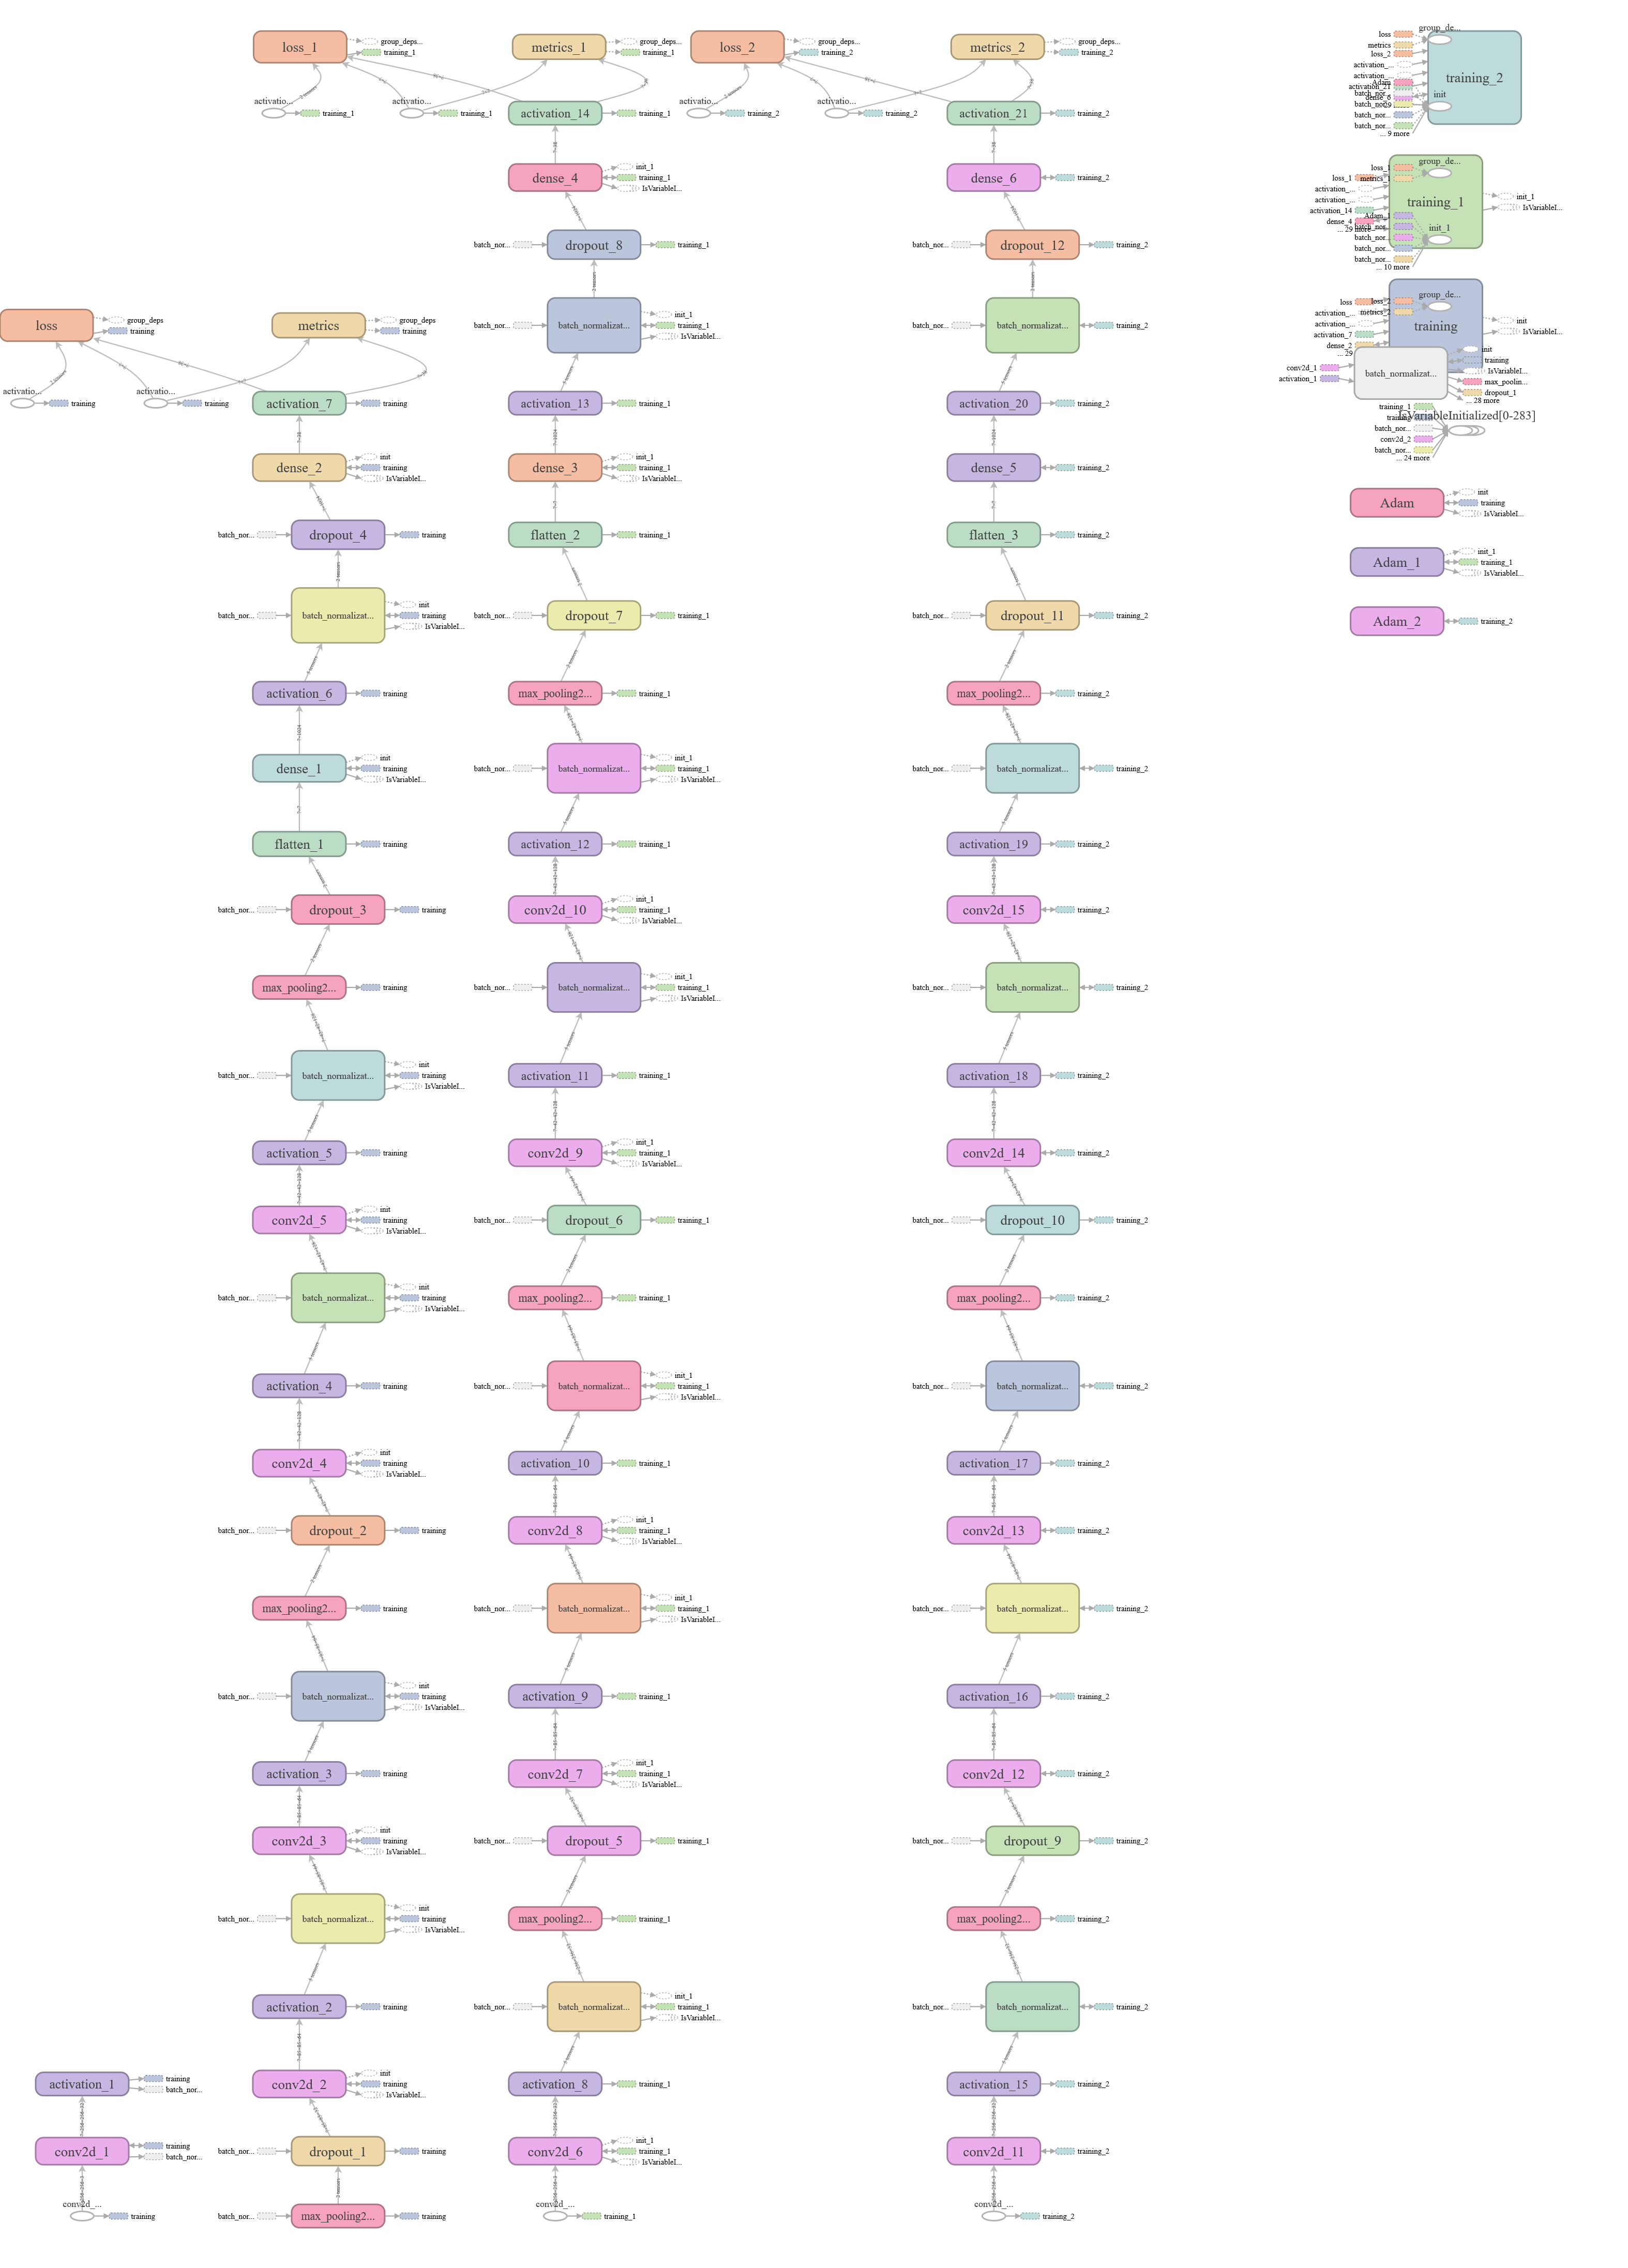 loss
group_deps
training
activatio...
training
activatio...
training
metrics
group_deps
training
activation_7
training
dense_2
init
training
IsVariableI...
batch_nor...
dropout_4
training
batch_nor...
batch_normalizat...
init
training
IsVariableI...
activation_6
training
dense_1
init
training
IsVariableI...
flatten_1
training
batch_nor...
dropout_3
training
max_pooling2...
training
batch_nor...
batch_normalizat...
init
training
IsVariableI...
activation_5
training
conv2d_5
init
training
IsVariableI...
batch_nor...
batch_normalizat...
init
training
IsVariableI...
activation_4
training
conv2d_4
init
training
IsVariableI...
batch_nor...
dropout_2
training
max_pooling2...
training
batch_nor...
batch_normalizat...
init
training
IsVariableI...
activation_3
training
conv2d_3
init
training
IsVariableI...
batch_nor...
batch_normalizat...
init
training
IsVariableI...
activation_2
training
conv2d_2
init
training
IsVariableI...
batch_nor...
dropout_1
training
batch_nor...
max_pooling2...
training
activation_1
training
batch_nor...
conv2d_1
training
batch_nor...
conv2d_...
training
loss_1
group_deps...
training_1
activatio...
training_1
activatio...
training_1
metrics_1
group_deps...
training_1
activation_14
training_1
dense_4
init_1
training_1
IsVariableI...
batch_nor...
dropout_8
training_1
batch_nor...
batch_normalizat...
init_1
training_1
IsVariableI...
activation_13
training_1
dense_3
init_1
training_1
IsVariableI...
flatten_2
training_1
batch_nor...
dropout_7
training_1
max_pooling2...
training_1
batch_nor...
batch_normalizat...
init_1
training_1
IsVariableI...
activation_12
training_1
conv2d_10
init_1
training_1
IsVariableI...
batch_nor...
batch_normalizat...
init_1
training_1
IsVariableI...
activation_11
training_1
conv2d_9
init_1
training_1
IsVariableI...
batch_nor...
dropout_6
training_1
max_pooling2...
training_1
batch_nor...
batch_normalizat...
init_1
training_1
IsVariableI...
activation_10
training_1
conv2d_8
init_1
training_1
IsVariableI...
batch_nor...
batch_normalizat...
init_1
training_1
IsVariableI...
activation_9
training_1
conv2d_7
init_1
training_1
IsVariableI...
batch_nor...
dropout_5
training_1
max_pooling2...
training_1
batch_nor...
batch_normalizat...
init_1
training_1
IsVariableI...
activation_8
training_1
conv2d_6
init_1
training_1
IsVariableI...
conv2d_...
training_1
loss_2
group_deps...
training_2
activatio...
training_2
activatio...
training_2
metrics_2
group_deps...
training_2
activation_21
training_2
dense_6
training_2
batch_nor...
dropout_12
training_2
batch_nor...
batch_normalizat...
training_2
activation_20
training_2
dense_5
training_2
flatten_3
training_2
batch_nor...
dropout_11
training_2
max_pooling2...
training_2
batch_nor...
batch_normalizat...
training_2
activation_19
training_2
conv2d_15
training_2
batch_nor...
batch_normalizat...
training_2
activation_18
training_2
conv2d_14
training_2
batch_nor...
dropout_10
training_2
max_pooling2...
training_2
batch_nor...
batch_normalizat...
training_2
activation_17
training_2
conv2d_13
training_2
batch_nor...
batch_normalizat...
training_2
activation_16
training_2
conv2d_12
training_2
batch_nor...
dropout_9
training_2
max_pooling2...
training_2
batch_nor...
batch_normalizat...
training_2
activation_15
training_2
conv2d_11
training_2
conv2d_...
training_2
group_de...
loss
metrics
loss_2
activation_...
activation_...
Adam
activation_21
batch_nor...
dense_6
init
batch_nor...
batch_nor...
batch_nor...
... 9 more
training_2
group_de...
loss_1
loss_1
metrics_1
activation_...
activation_...
activation_14
Adam_1
dense_4
batch_nor...
... 29 more
batch_nor...
batch_nor...
batch_nor...
... 10 more
init_1
training_1
init_1
IsVariableI...
group_de...
loss
loss_2
activation_...
metrics_2
activation_...
activation_7
dense_2
... 29
training
init
IsVariableI...
conv2d_1
activation_1
batch_normalizat...
init
training
IsVariableI...
max_poolin...
dropout_1
... 28 more
training_1
IsVariableInitialized[0-283]
training
batch_nor...
conv2d_2
batch_nor...
... 24 more
Adam
init
training
IsVariableI...
Adam_1
init_1
training_1
IsVariableI...
Adam_2
training_2